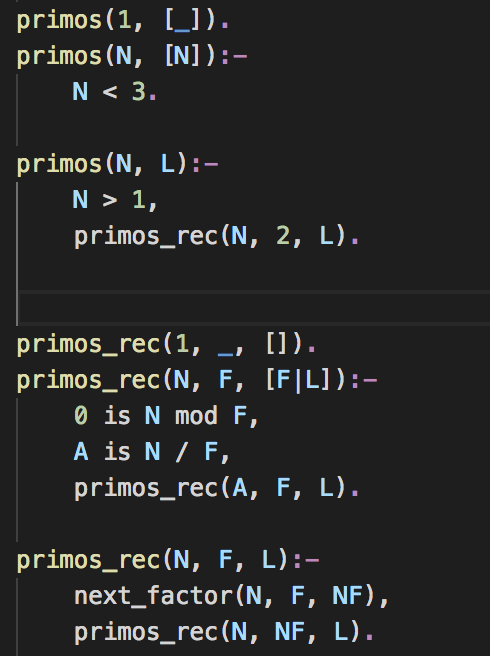 primos(1, [_]).
primos(N, [N]):-
    N < 3.
primos(N, L):-
    N > 1,
    primos_rec(N, 2, L).
primos_rec(1, _, []).
primos_rec(N, F, [F|L]):-
    0 is N mod F,
    A is N / F,
    primos_rec(A, F, L).
primos_rec(N, F, L):-
    next_factor(N, F, NF),
    primos_rec(N, NF, L).